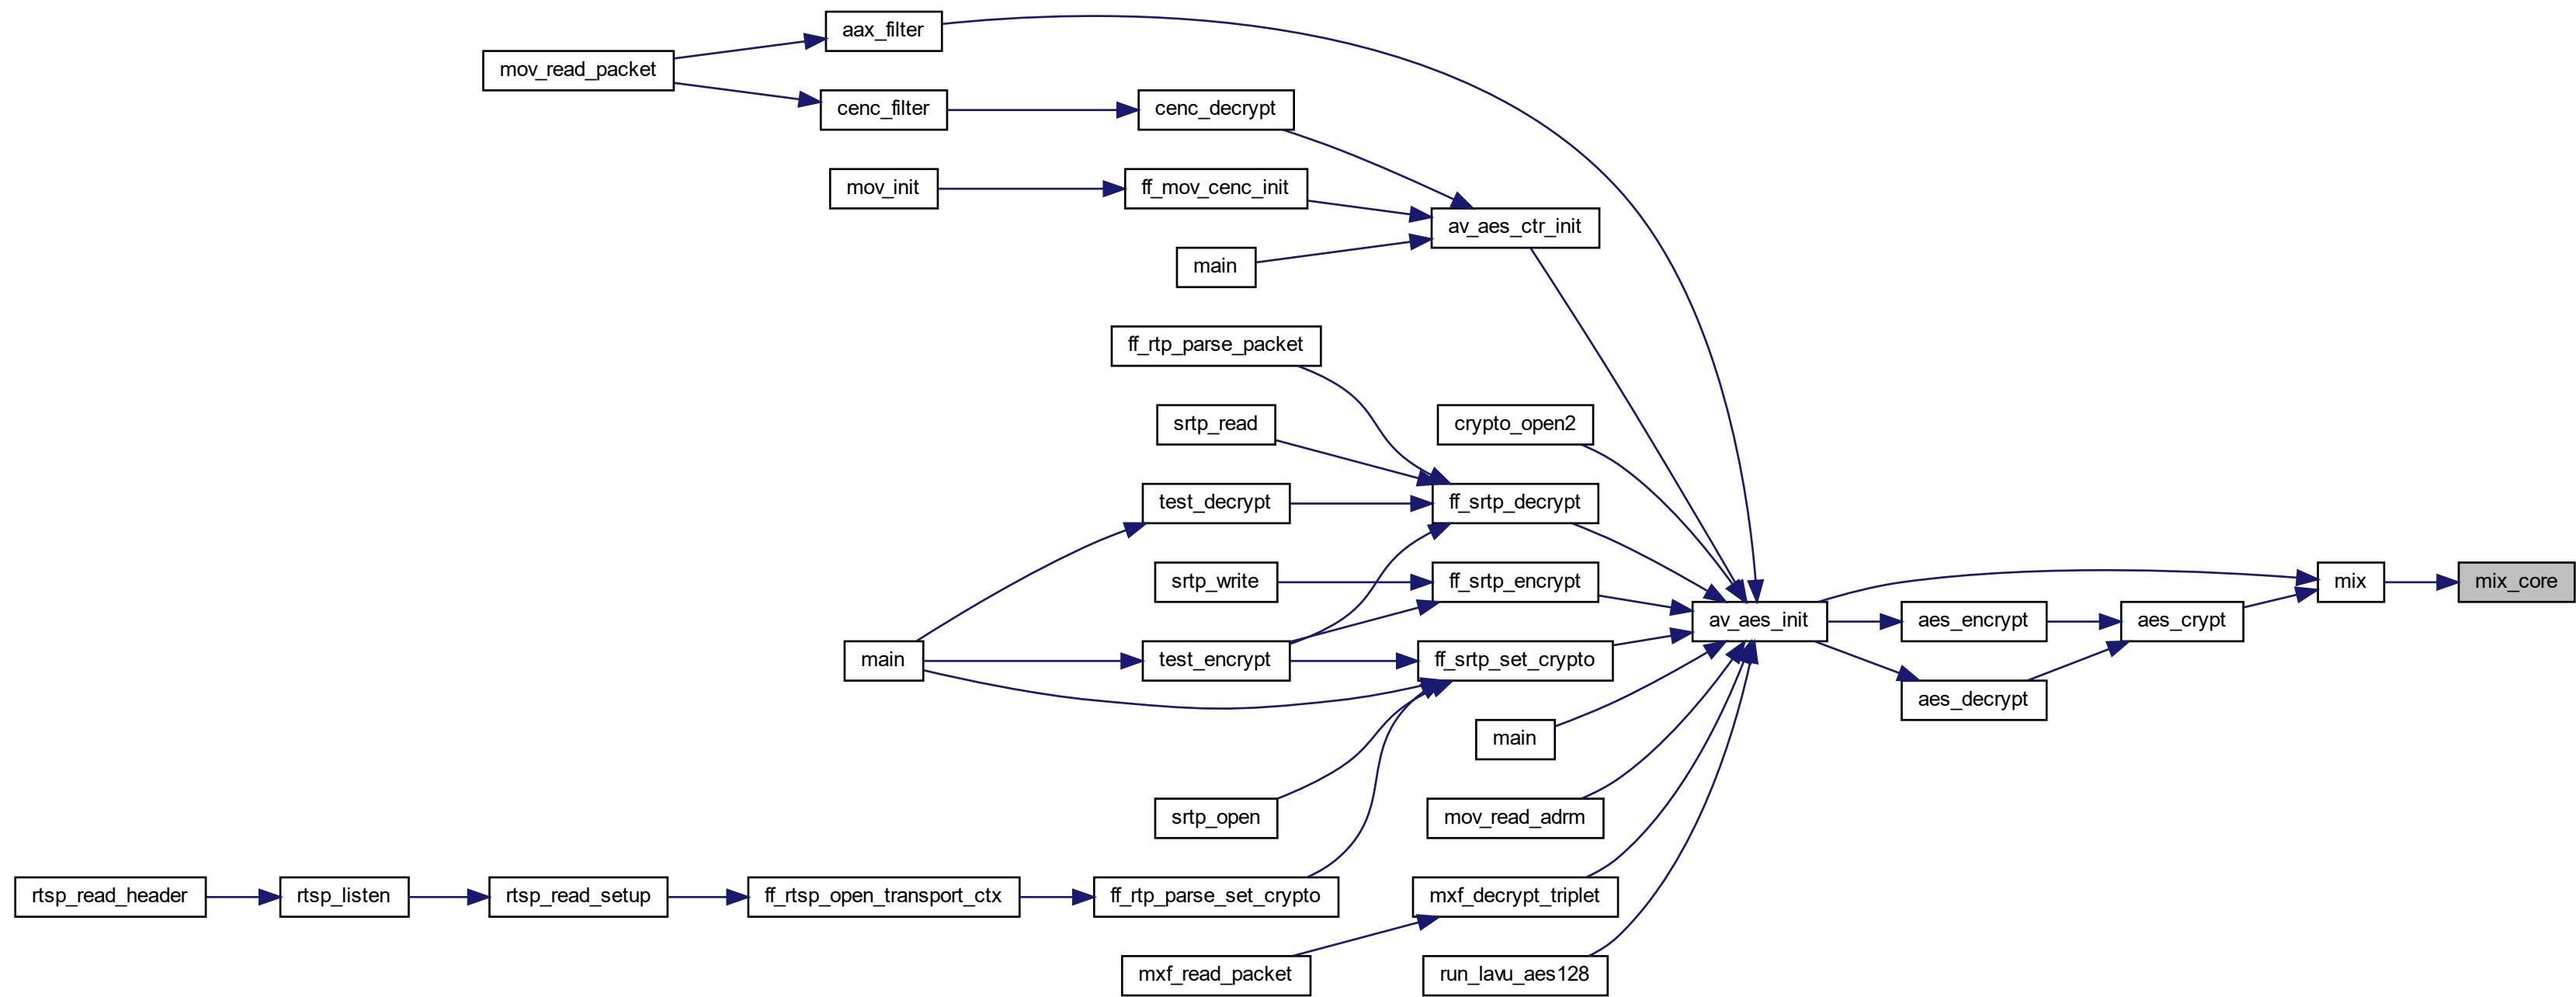 aax_filter
mov_read_packet
cenc_filter
cenc_decrypt
mov_init
ff_mov_cenc_init
av_aes_ctr_init
main
ff_rtp_parse_packet
srtp_read
crypto_open2
test_decrypt
ff_srtp_decrypt
srtp_write
ff_srtp_encrypt
mix
mix_core
av_aes_init
aes_encrypt
aes_crypt
main
test_encrypt
ff_srtp_set_crypto
aes_decrypt
main
srtp_open
mov_read_adrm
rtsp_read_header
rtsp_listen
rtsp_read_setup
ff_rtsp_open_transport_ctx
ff_rtp_parse_set_crypto
mxf_decrypt_triplet
mxf_read_packet
run_lavu_aes128